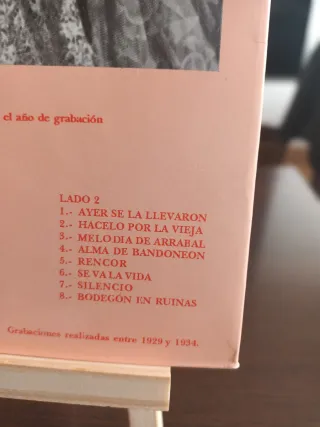 el año de grabación
LADO 2
1.- AYER SE LA LLEVARON
2.- HACELO POR LA VIEJA
3.- MELODIA DE ARRABAL
4.- ALMA DE BANDONEON
5.- RENCOR
6.- SE VA LA VIDA
7.- SILENCIO
8.- BODEGÓN EN RUINAS
Grabaciones realizadas entre 1929 y 1934.